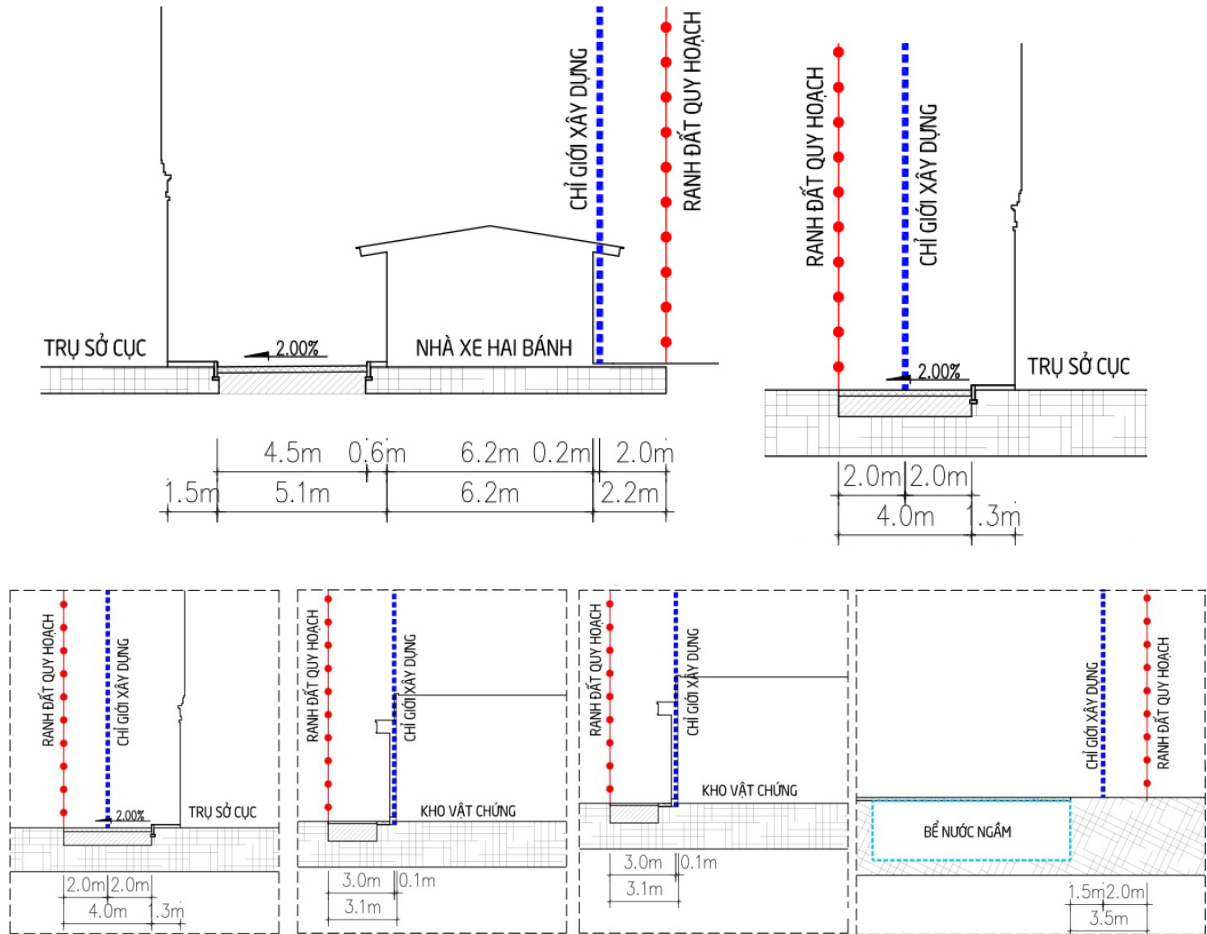 CHỈ GIỚI XÂY DỰNG
RANH ĐẤT QUY HOẠCH
TRỤ SỞ CỤC
2.00%
NHÀ XE HAI BÁNH
4.5m 0.6m 6.2m 0.2m 2.0m
1.5m 5.1m 6.2m 2.2m
RANH ĐẤT QUY HOẠCH
CHỈ GIỚI XÂY DỰNG
2.00%
TRỤ SỞ CỤC
2.0m 2.0m
4.0m 1.3m
RANH ĐẤT QUY HOẠCH
CHỈ GIỚI XÂY DỰNG
2.00%
TRỤ SỞ CỤC
2.0m 2.0m
4.0m 1.3m
RANH ĐẤT QUY HOẠCH
CHỈ GIỚI XÂY DỰNG
KHO VẬT CHỨNG
3.0m 0.1m
3.1m
RANH ĐẤT QUY HOẠCH
CHỈ GIỚI XÂY DỰNG
KHO VẬT CHỨNG
3.0m 0.1m
3.1m
CHỈ GIỚI XÂY DỰNG
RANH ĐẤT QUY HOẠCH
BỂ NƯỚC NGẦM
1.5m 2.0m
3.5m